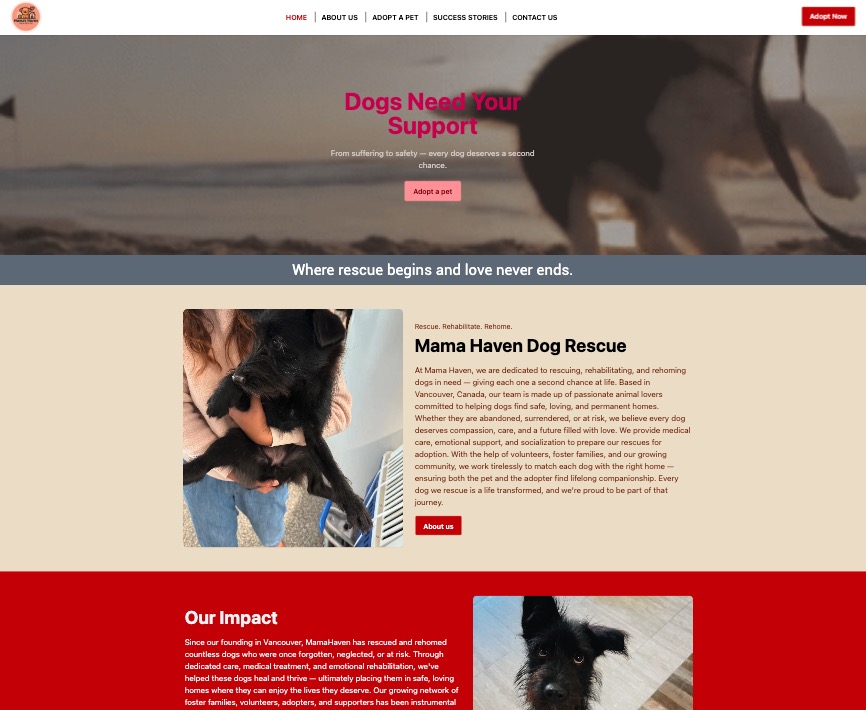 HOME
ABOUT US
ADOPT A PET
SUCCESS STORIES
CONTACT US
Adopt Now
Dogs Need Your
Support
From suffering to safety — every dog deserves a second
chance.
Adopt a pet
Where rescue begins and love never ends.
Rescue. Rehabilitate. Rehome.
Mama Haven Dog Rescue
At Mama Haven, we are dedicated to rescuing, rehabilitating, and rehoming
dogs in need — giving each one a second chance at life. Based in
Vancouver, Canada, our team is made up of passionate animal lovers
committed to helping dogs find safe, loving, and permanent homes.
Whether they are abandoned, surrendered, or at risk, we believe every dog
deserves compassion, care, and a future filled with love. We provide medical
care, emotional support, and socialization to prepare our rescues for
adoption. With the help of volunteers, foster families, and our growing
community, we work tirelessly to match each dog with the right home —
ensuring both the pet and the adopter find lifelong companionship. Every
dog we rescue is a life transformed, and we're proud to be part of that
journey.
About us
Our Impact
Since our founding in Vancouver, MamaHaven has rescued and rehomed
countless dogs who were once forgotten, neglected, or at risk. Through
dedicated care, medical treatment, and emotional rehabilitation, we've
helped these dogs heal and thrive — ultimately placing them in safe, loving
homes where they can enjoy the lives they deserve. Our growing network of
foster families, volunteers, adopters, and supporters has been instrumental